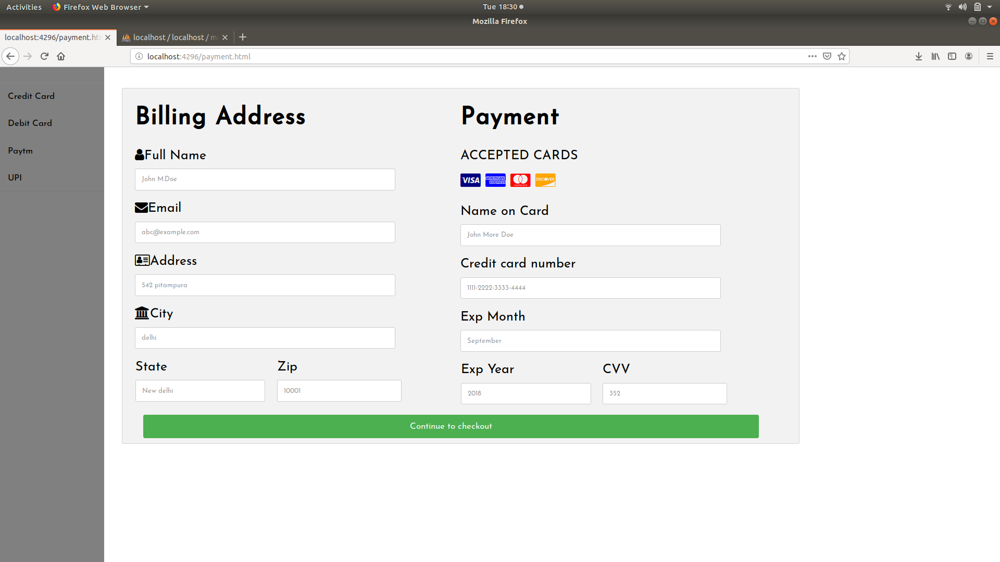 Activities Firefox Web Browser Tue 18:30
Mozilla Firefox
localhost:4296/payment.htm localhost / localhost / m
localhost:4296/payment.html
Credit Card
Debit Card
Paytm
UPI
Billing Address
Full Name
John M.Doe
Email
abc@example.com
Address
542 pitampura
City
delhi
State Zip
New delhi 10001
Payment
ACCEPTED CARDS
VISA AMERICAN EXPRESS mastercard DISCOVER
Name on Card
John More Doe
Credit card number
1111-2222-3333-4444
Exp Month
September
Exp Year CVV
2018 352
Continue to checkout